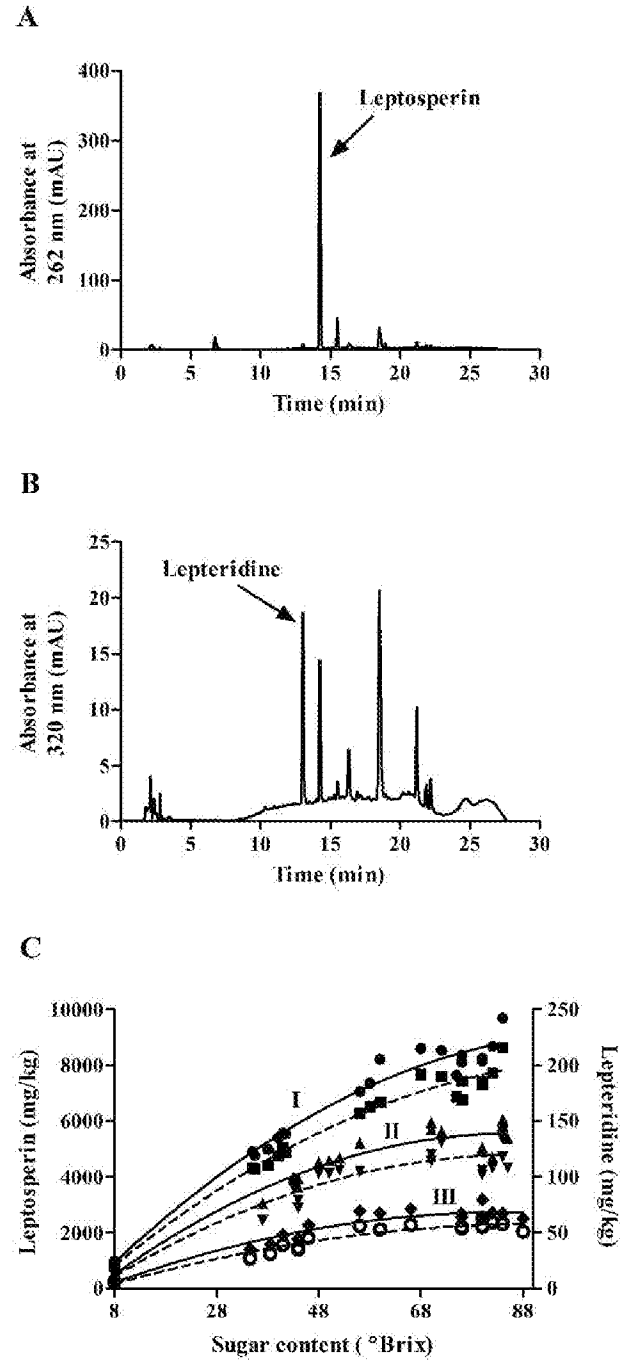 A
Absorbance at
262 nm (mAU)
400
300
200
100
0
Leptosperin
0 5 10 15 20 25 30
Time (min)
B
Absorbance at
320 nm (mAU)
25
20
15
10
5
0
Lepteridine
0 5 10 15 20 25 30
Time (min)
C
Leptosperin (mg/kg)
10000
8000
6000
4000
2000
0
I
II
III
250
200
150
100
50
0
Lepteridine (mg/kg)
8 28 48 68 88
Sugar content ( °Brix)